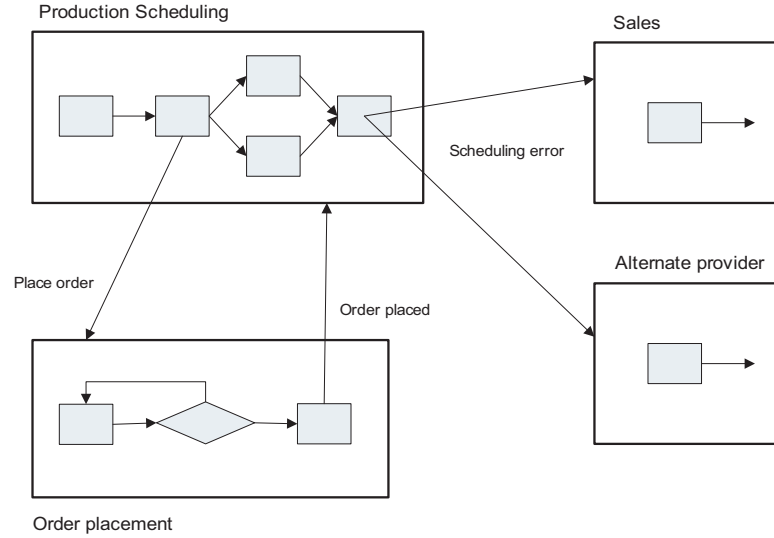 Production Scheduling
Sales
Scheduling error
Alternate provider
Place order
Order placed
Order placement